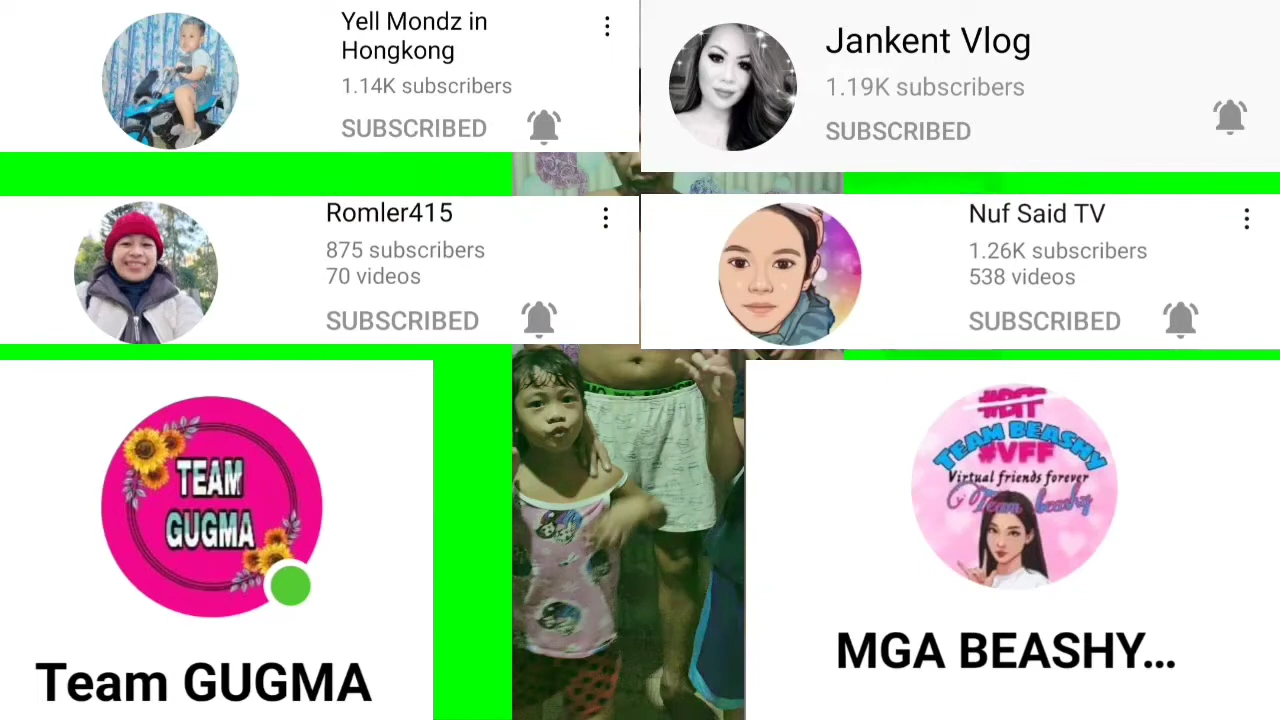 Yell Mondz in
Hongkong
1.14K subscribers
SUBSCRIBED
Jankent Vlog
1.19K subscribers
SUBSCRIBED
Romler415
875 subscribers
70 videos
SUBSCRIBED
Nuf Said TV
1.26K subscribers
538 videos
SUBSCRIBED
TEAM
GUGMA
Team GUGMA
TEAM BEASHY
#VFF
Virtual friends forever
Team beashy
MGA BEASHY...